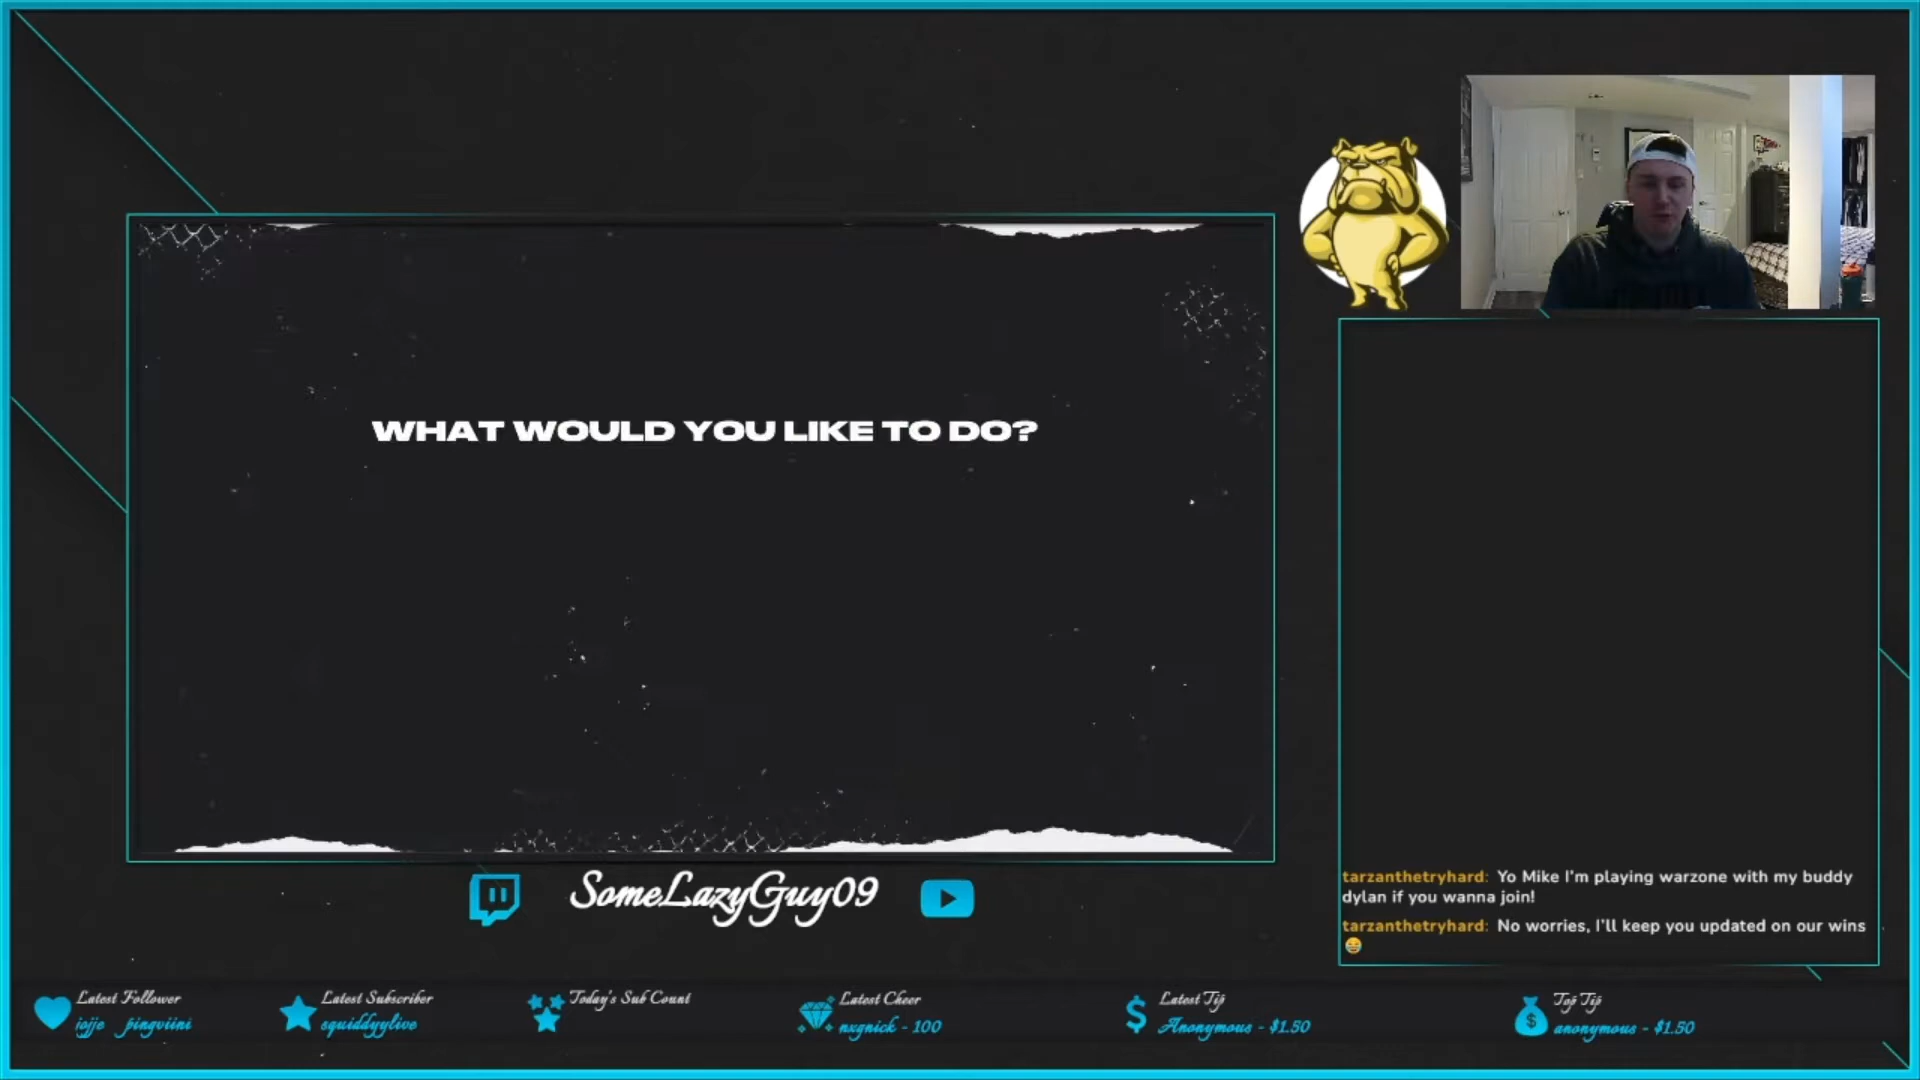 WHAT WOULD YOU LIKE TO DO?
tarzanthetryhard: Yo Mike I'm playing warzone with my buddy
dylan if you wanna join!
tarzanthetryhard: No worries, I'll keep you updated on our wins
😂
SomeLazyGuy09
Latest Follower
Latest Subscriber
squiddyylive
Today's Sub Count
Latest Cheer
nxgnick - 100
Latest Tip
Anonymous - $1.50
Top Tip
anonymous - $1.50